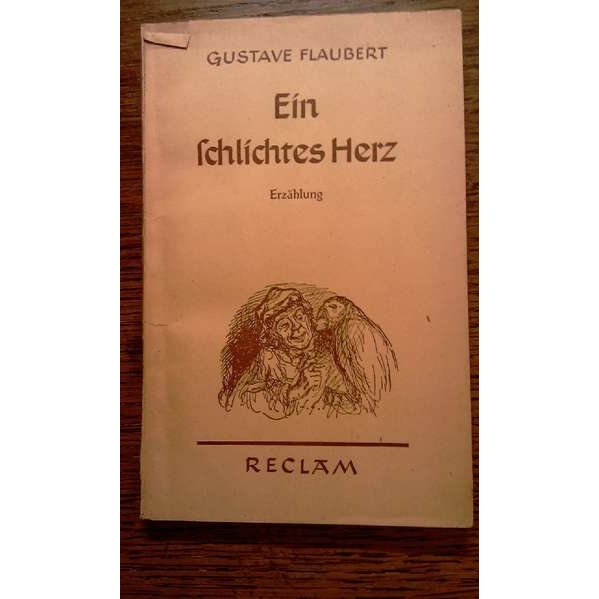 GUSTAVE FLAUBERT
Ein
ſchlichtes Herz
Erzählung
RECLAM